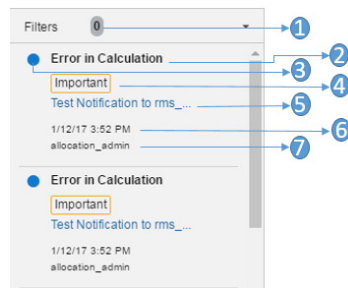 Filters 0 1
Error in Calculation 2
3
Important 4
Test Notification to rms_... 5
1/12/17 3:52 PM 6
allocation_admin 7
Error in Calculation
Important
Test Notification to rms_...
1/12/17 3:52 PM
allocation_admin